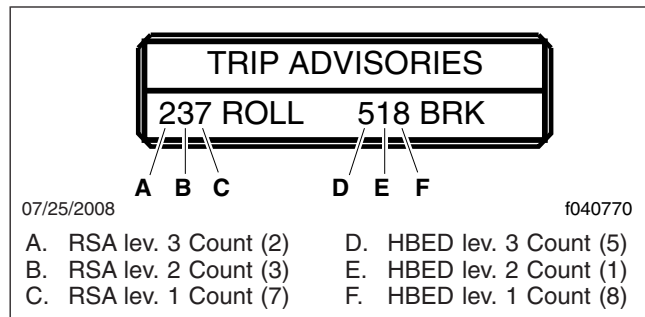 TRIP ADVISORIES
237 ROLL 518 BRK
A B C D E F
07/25/2008 f040770
A. RSA lev. 3 Count (2) D. HBED lev. 3 Count (5)
B. RSA lev. 2 Count (3) E. HBED lev. 2 Count (1)
C. RSA lev. 1 Count (7) F. HBED lev. 1 Count (8)